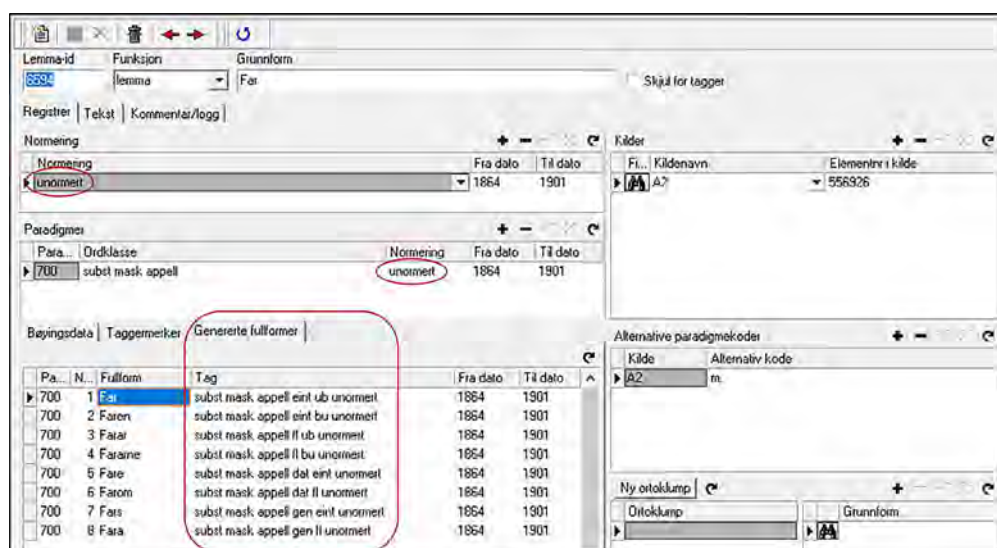 Lemma-id Funksjon Grunnform
6594 lemma Far Skjul for tagger
Registrer Tekst Kommentar/logg
Normering Kilder
Normering Fra dato Til dato Fi... Kildenavn Elementnr i kilde
unormert 1864 1901 A2 556926
Paradigmer
Para... Ordklasse Normering Fra dato Til dato
700 subst mask appell unormert 1864 1901
Bøyingsdata Taggermerker Genererte fullformer Alternative paradigmekoder
Kilde Alternativ kode
Pa... N... Fullform Tag Fra dato Til dato A2 m
700 1 Far subst mask appell eint ub unormert 1864 1901
700 2 Faren subst mask appell eint bu unormert 1864 1901
700 3 Farar subst mask appell fl ub unormert 1864 1901
700 4 Fararne subst mask appell fl bu unormert 1864 1901
700 5 Fare subst mask appell dat eint unormert 1864 1901
700 6 Farom subst mask appell dat fl unormert 1864 1901 Ny ortoklump
700 7 Fars subst mask appell gen eint unormert 1864 1901 Ortoklump Grunnform
700 8 Fara subst mask appell gen fl unormert 1864 1901